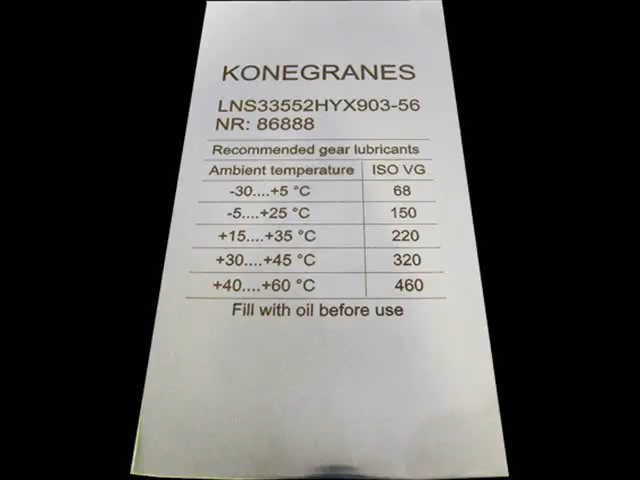 KONEGRANES
LNS33552HYX903-56
NR: 86888
Recommended gear lubricants
Ambient temperature ISO VG
-30....+5 °C 68
-5....+25 °C 150
+15....+35 °C 220
+30....+45 °C 320
+40....+60 °C 460
Fill with oil before use